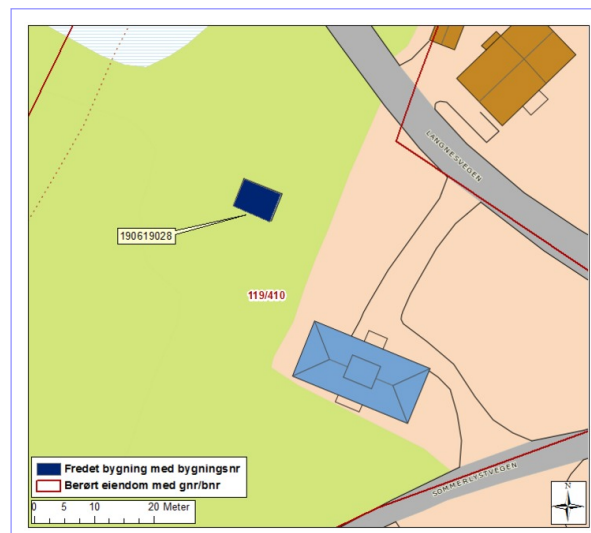 LANGNESVEGEN
190619028
119/410
SOMMERLYSTVEGEN
Fredet bygning med bygningsnr
Berørt eiendom med gnr/bnr
0 5 10 20 Meter
N